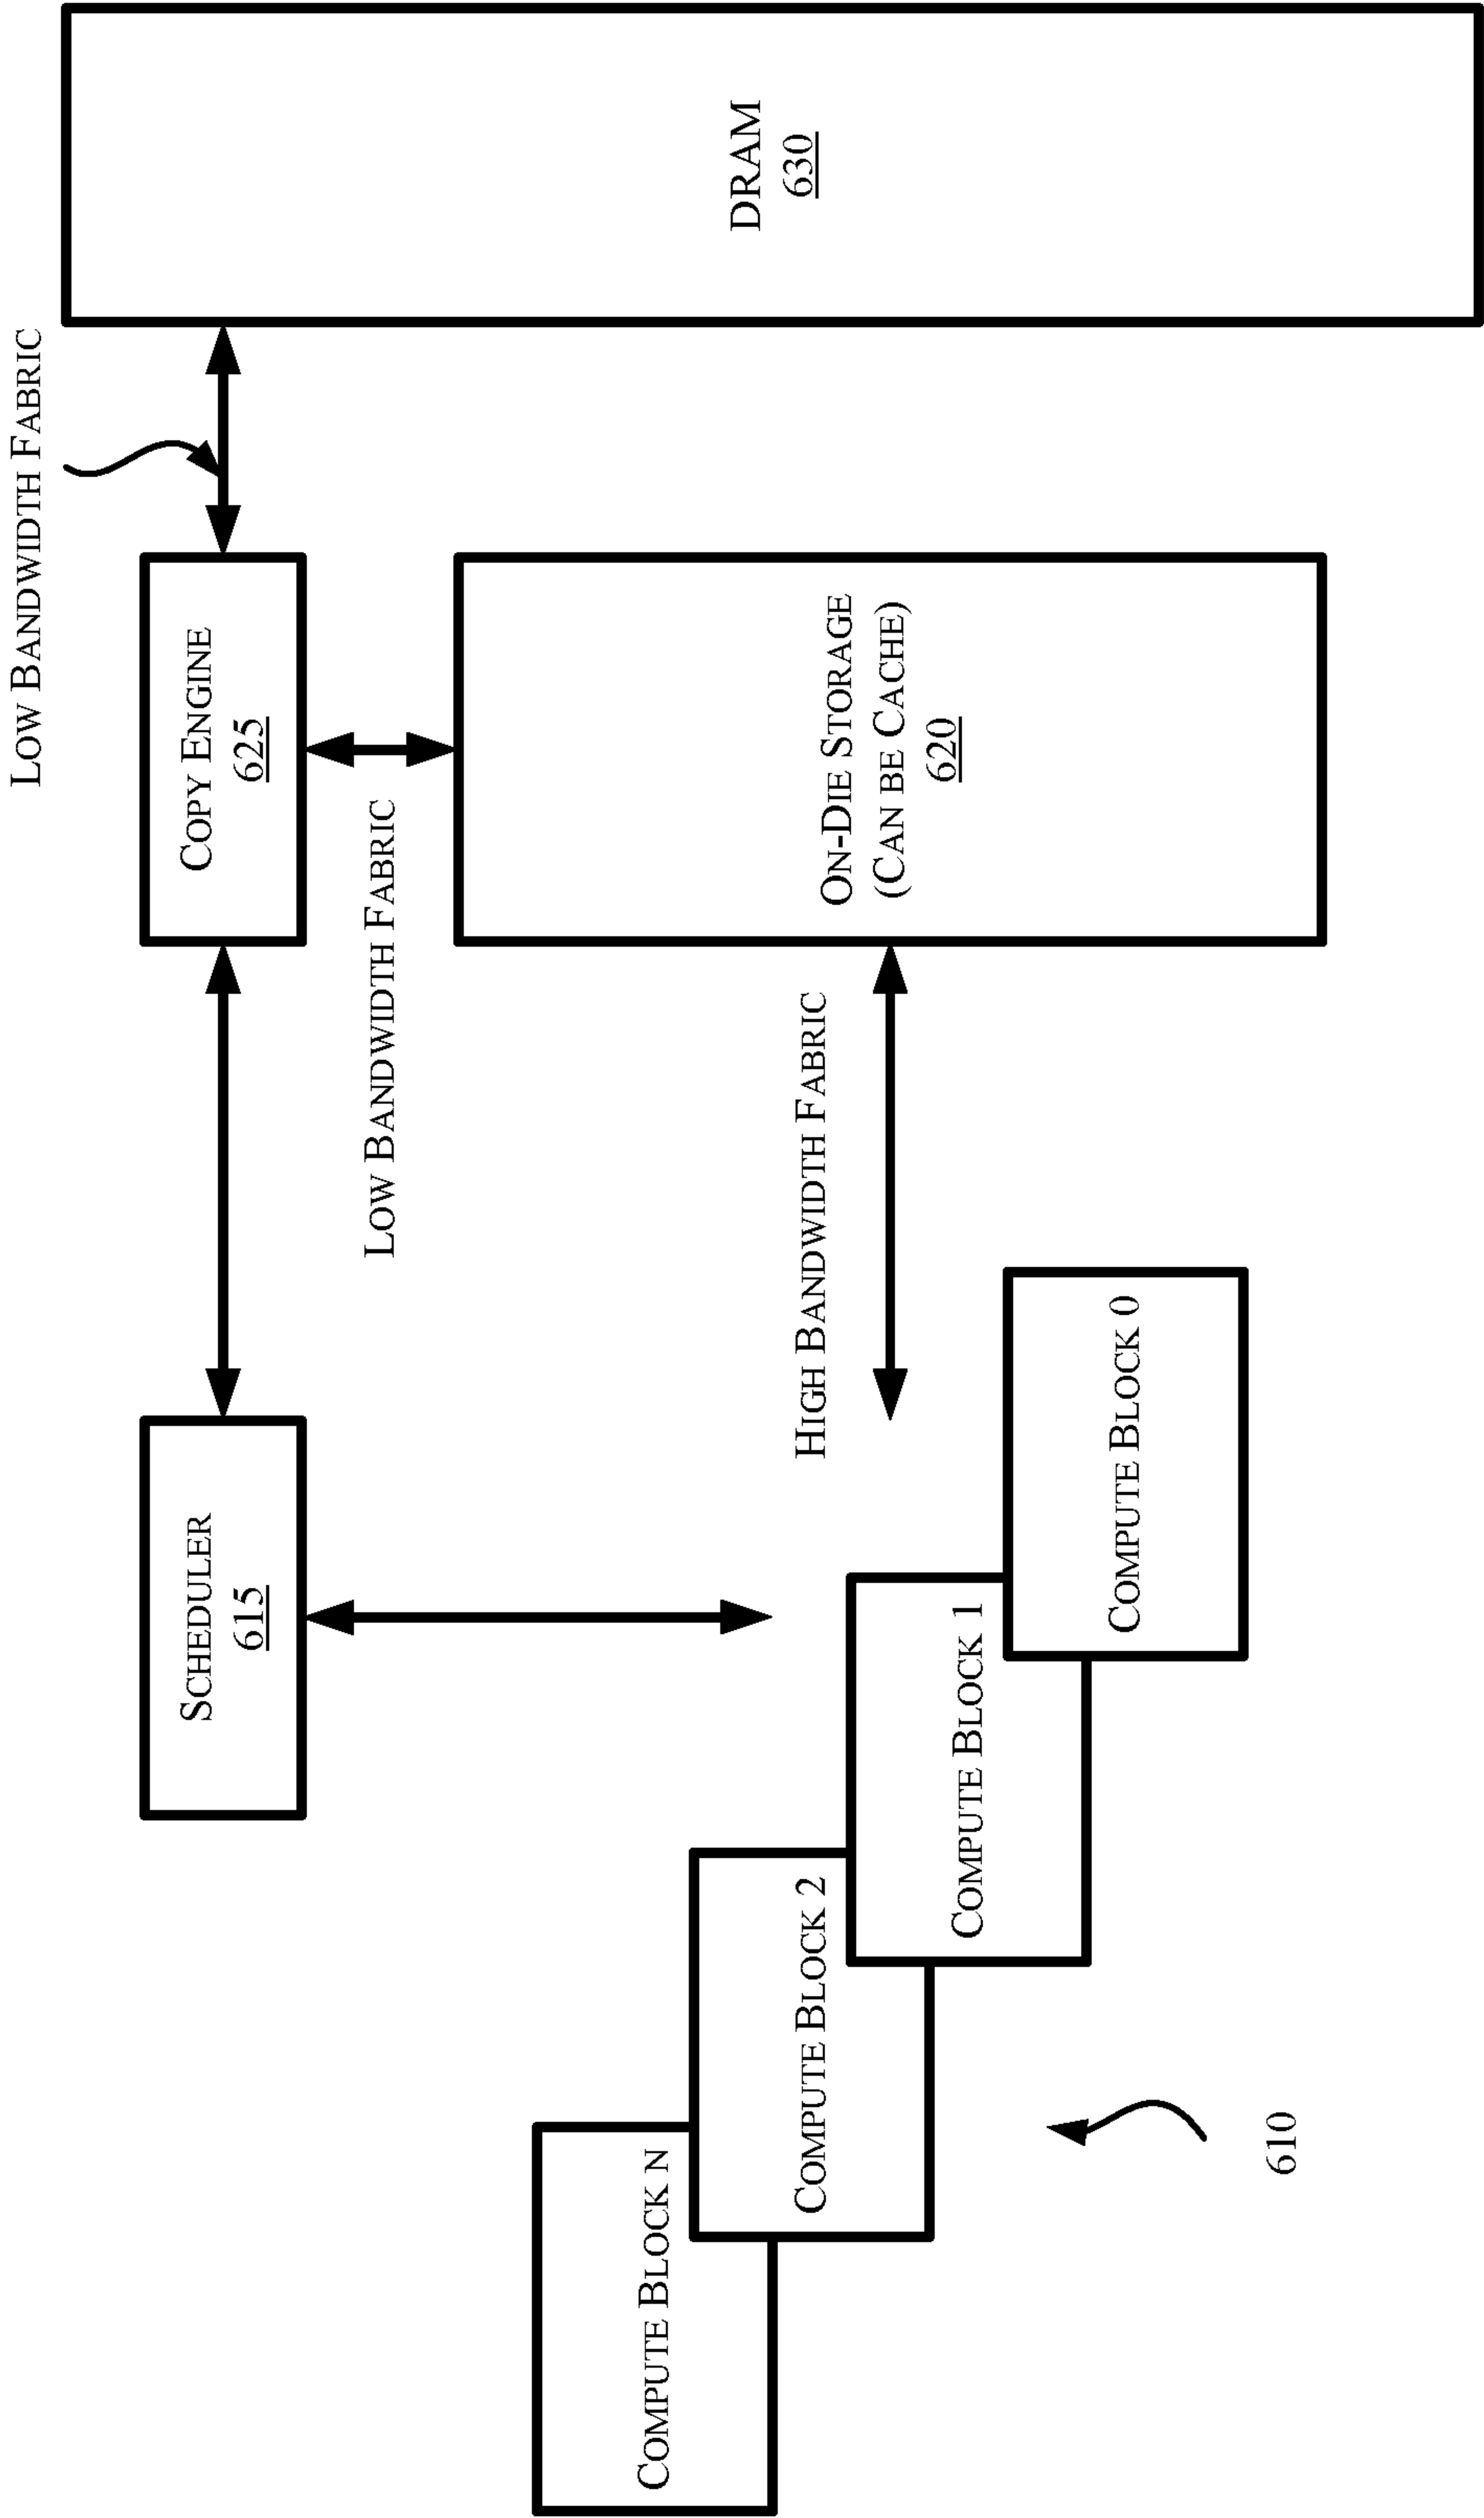 Low Bandwidth Fabric
Scheduler
615
Copy Engine
625
Low Bandwidth Fabric
Compute Block n
DRAM
630
High Bandwidth Fabric
Compute Block 2
On-Die Storage
(Can be Cache)
620
Compute Block 1
Compute Block 0
610